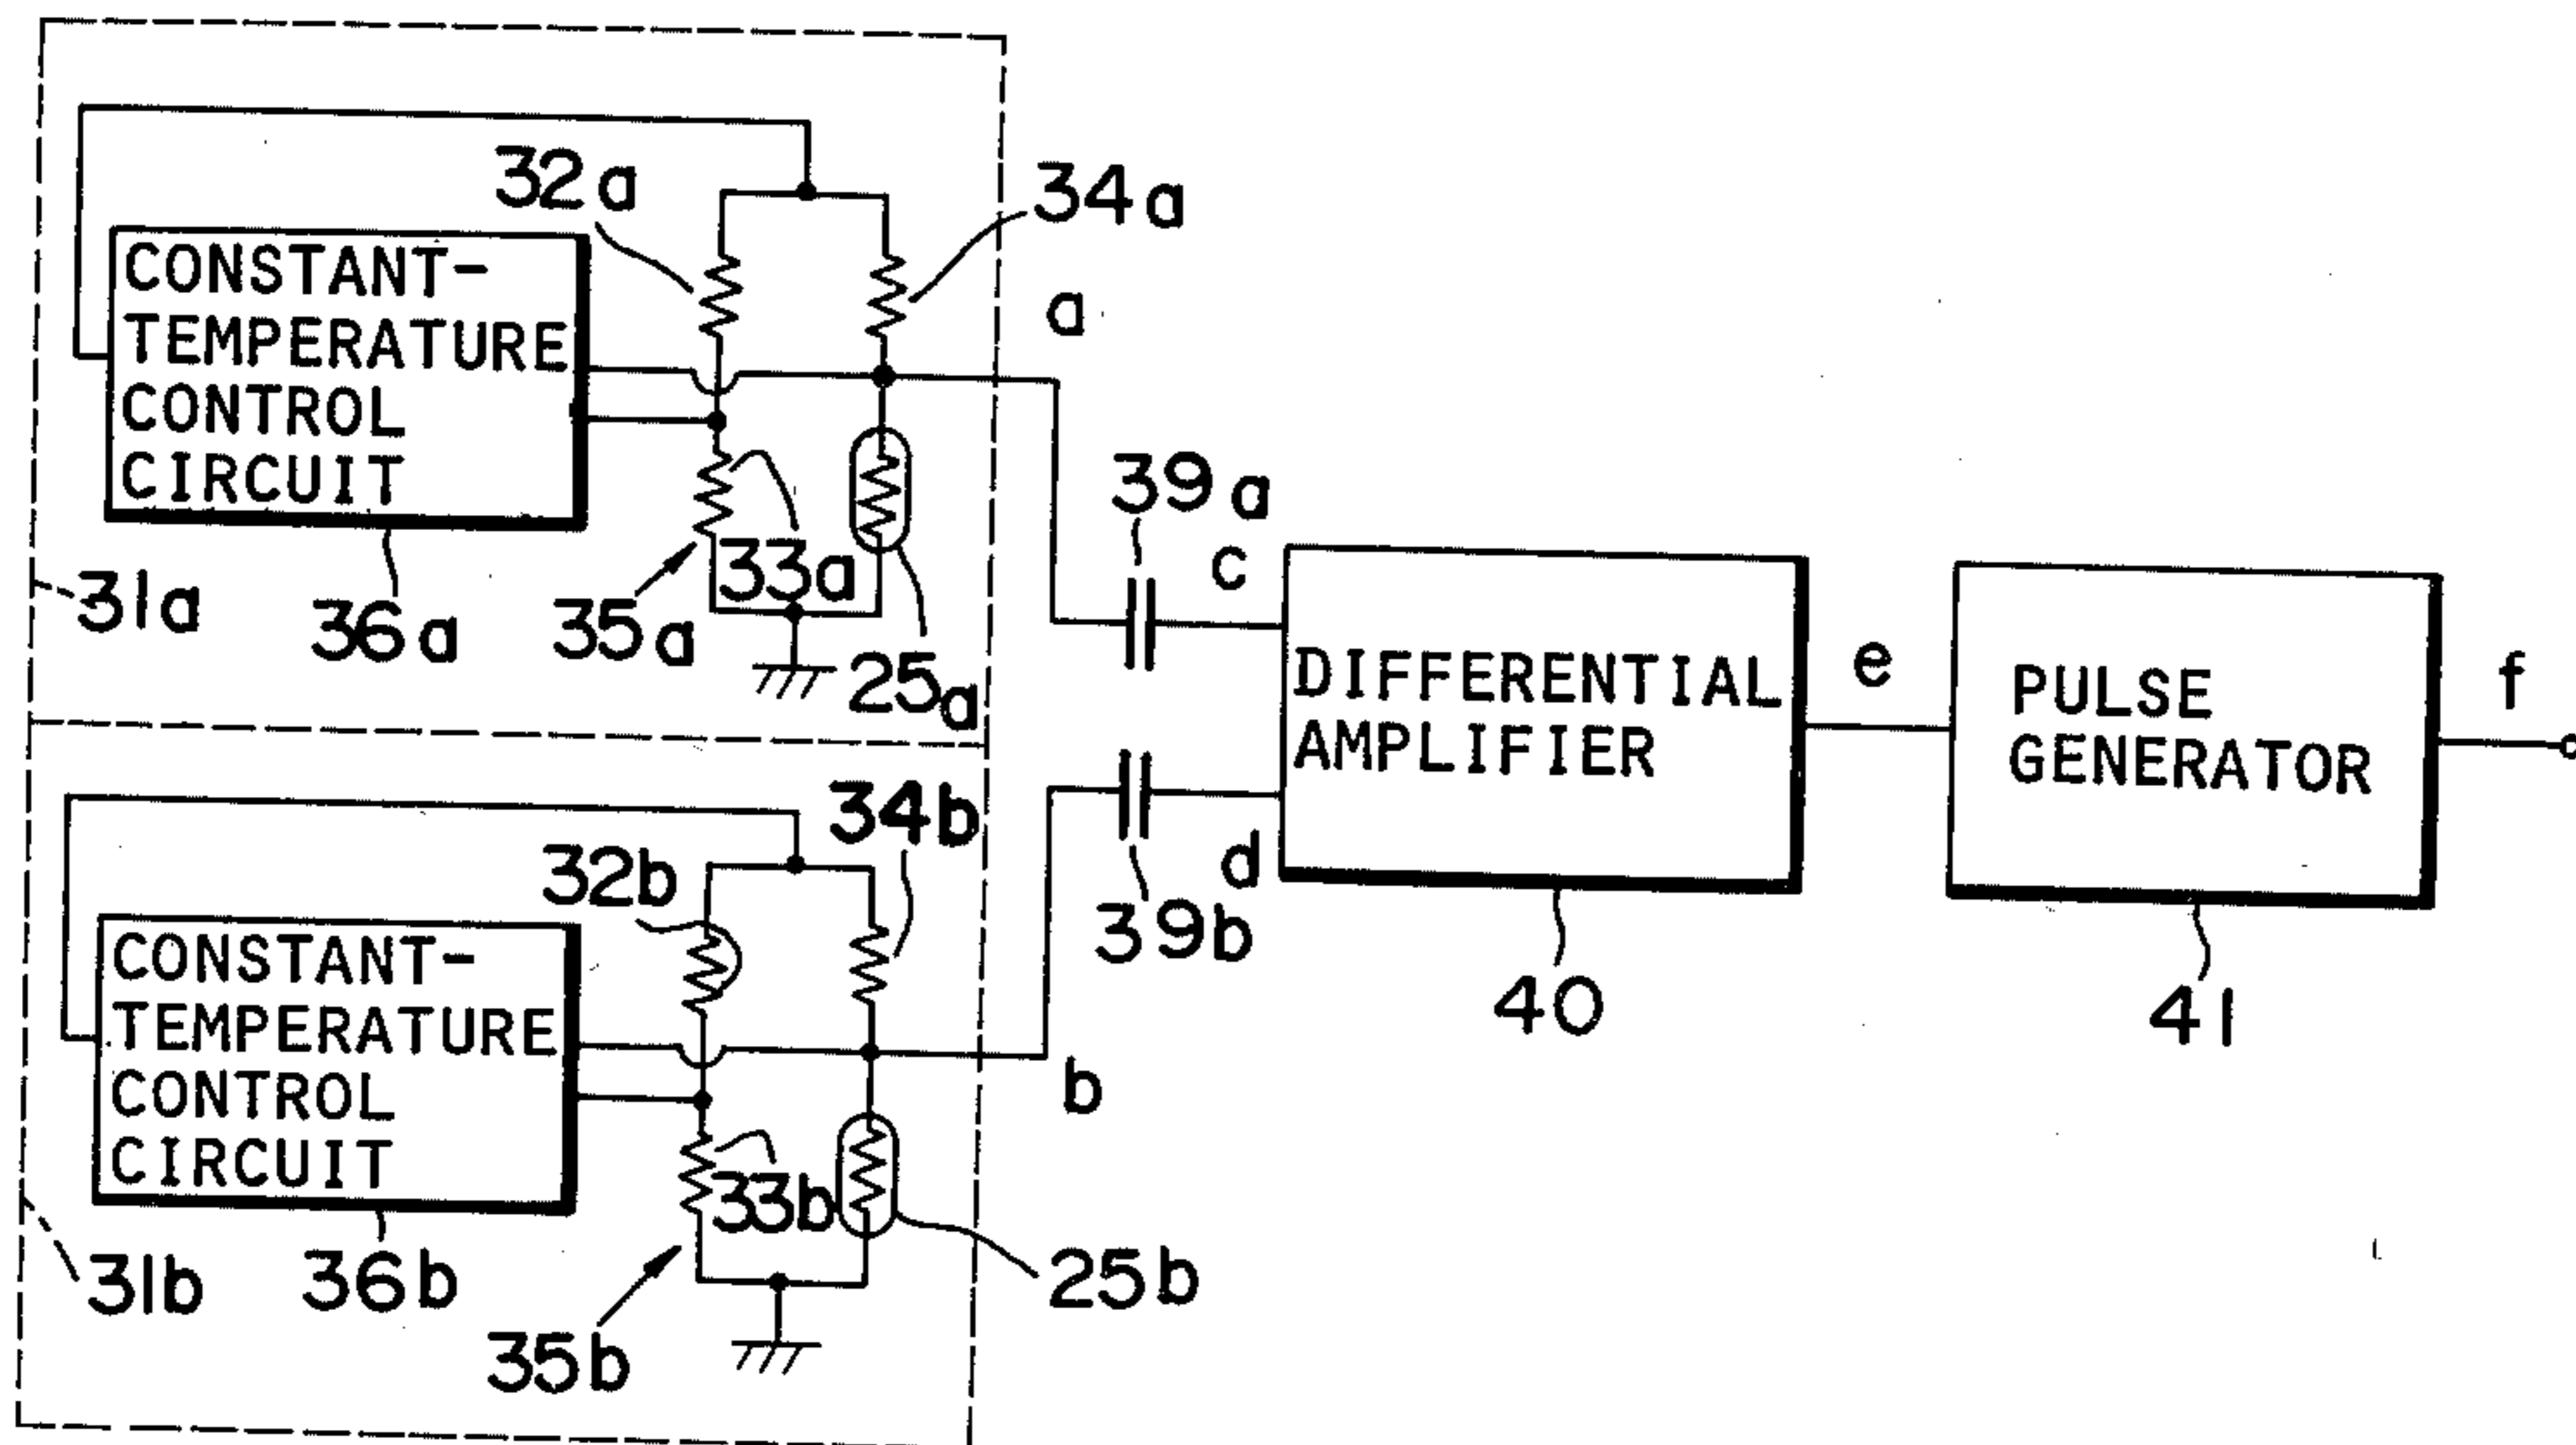 32a
34a
a
CONSTANT-
TEMPERATURE
CONTROL
CIRCUIT
31a
36a
35a
33a
25a
39a
c
DIFFERENTIAL
AMPLIFIER
e
PULSE
GENERATOR
f
34b
32b
39b
d
40
41
CONSTANT-
TEMPERATURE
CONTROL
CIRCUIT
b
33b
31b
36b
35b
25b